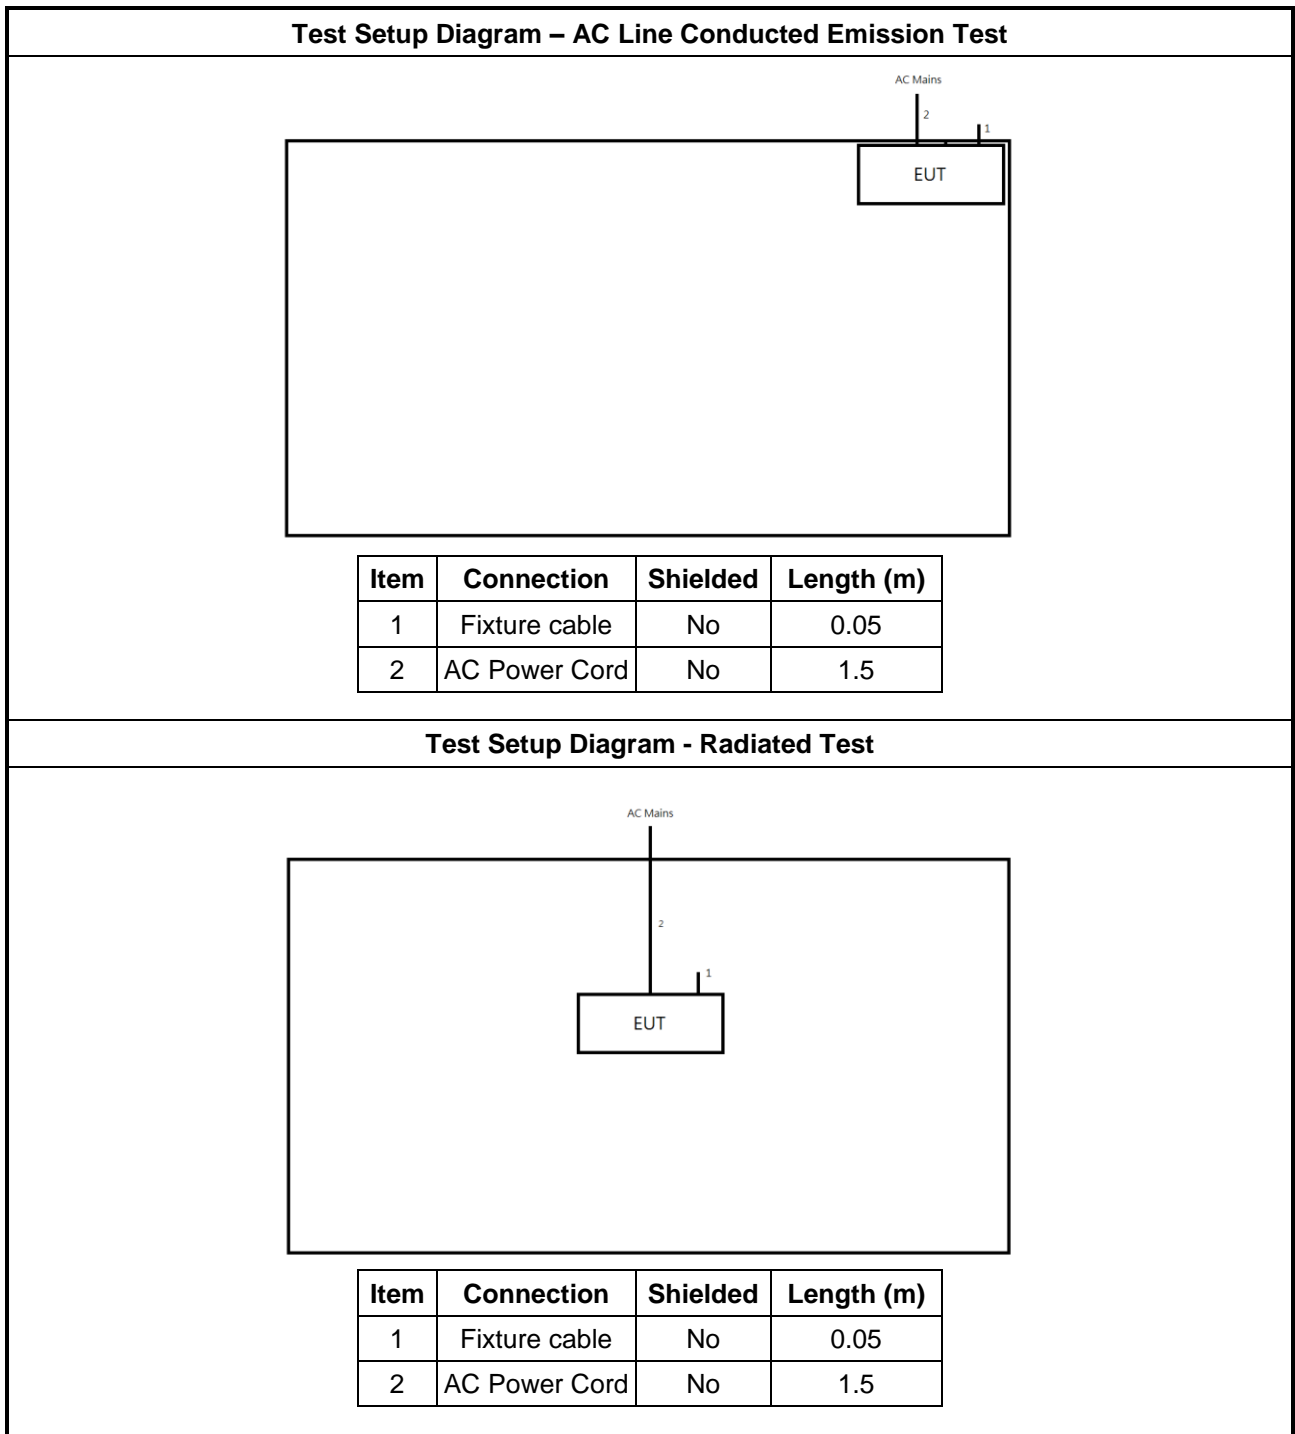 Test Setup Diagram – AC Line Conducted Emission Test
AC Mains
2
1
EUT
Item Connection Shielded Length (m)
1 Fixture cable No 0.05
2 AC Power Cord No 1.5
Test Setup Diagram - Radiated Test
AC Mains
2
1
EUT
Item Connection Shielded Length (m)
1 Fixture cable No 0.05
2 AC Power Cord No 1.5